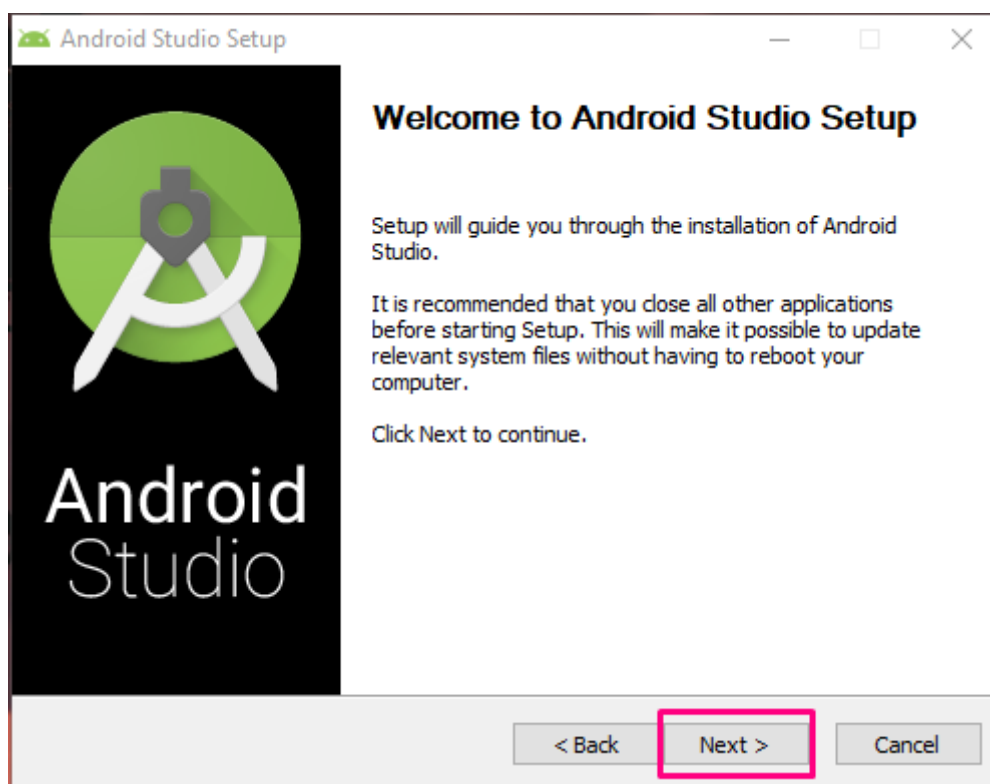 Android Studio Setup
Welcome to Android Studio Setup
Setup will guide you through the installation of Android
Studio.
It is recommended that you close all other applications
before starting Setup. This will make it possible to update
relevant system files without having to reboot your
computer.
Click Next to continue.
Android
Studio
< Back
Next >
Cancel